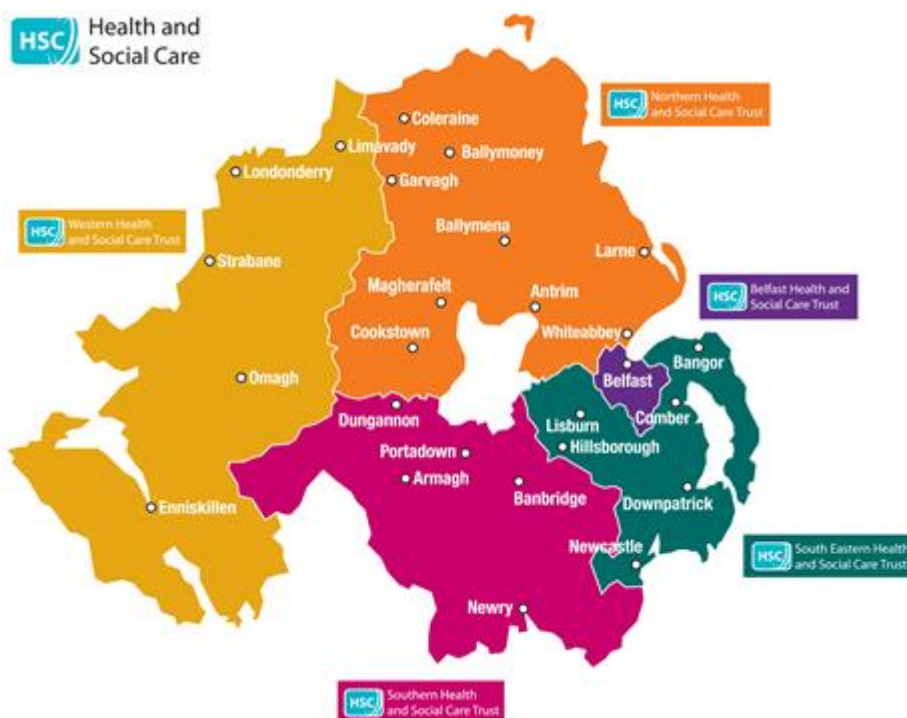 HSC
Health and
Social Care
HSC
Northern Health
and Social Care Trust
Coleraine
Limavady
Ballymoney
Londonderry
Garvagh
HSC
Western Health
and Social Care Trust
Ballymena
Larne
Strabane
HSC
Belfast Health and
Social Care Trust
Magherafelt
Antrim
Whiteabbey
Cookstown
Bangor
Belfast
Omagh
Dungannon
Comber
Lisburn
Hillsborough
Portadown
Armagh
Banbridge
Downpatrick
Enniskillen
Newcastle
HSC
South Eastern Health
and Social Care Trust
Newry
HSC
Southern Health
and Social Care Trust